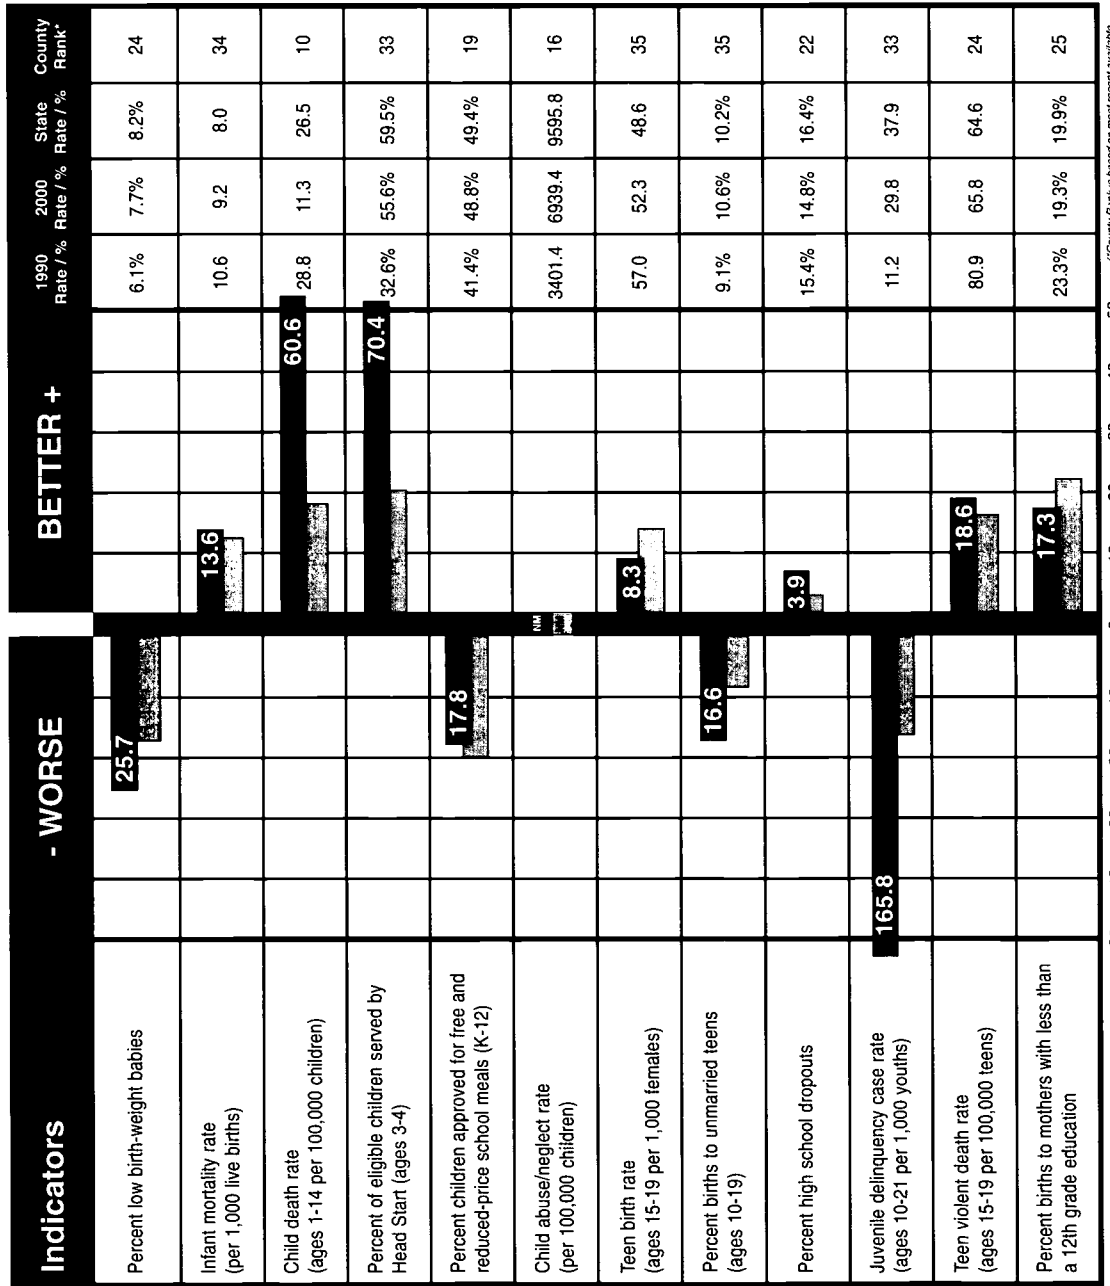 Indicators - WORSE BETTER + 1990 Rate / % 2000 Rate / % State Rate / % County Rank*
Percent low birth-weight babies 25.7 6.1% 7.7% 8.2% 24
Infant mortality rate
(per 1,000 live births) 13.6 10.6 9.2 8.0 34
Child death rate
(ages 1-14 per 100,000 children) 60.6 28.8 11.3 26.5 10
Percent of eligible children served by
Head Start (ages 3-4) 70.4 32.6% 55.6% 59.5% 33
Percent children approved for free and
reduced-price school meals (K-12) 17.8 41.4% 48.8% 49.4% 19
Child abuse/neglect rate
(per 100,000 children) NM 3401.4 6939.4 9595.8 16
Teen birth rate
(ages 15-19 per 1,000 females) 8.3 57.0 52.3 48.6 35
Percent births to unmarried teens
(ages 10-19) 16.6 9.1% 10.6% 10.2% 35
Percent high school dropouts 3.9 15.4% 14.8% 16.4% 22
Juvenile delinquency case rate
(ages 10-21 per 1,000 youths) 165.8 11.2 29.8 37.9 33
Teen violent death rate
(ages 15-19 per 100,000 teens) 18.6 80.9 65.8 64.6 24
Percent births to mothers with less than
a 12th grade education 17.3 23.3% 19.3% 19.9% 25